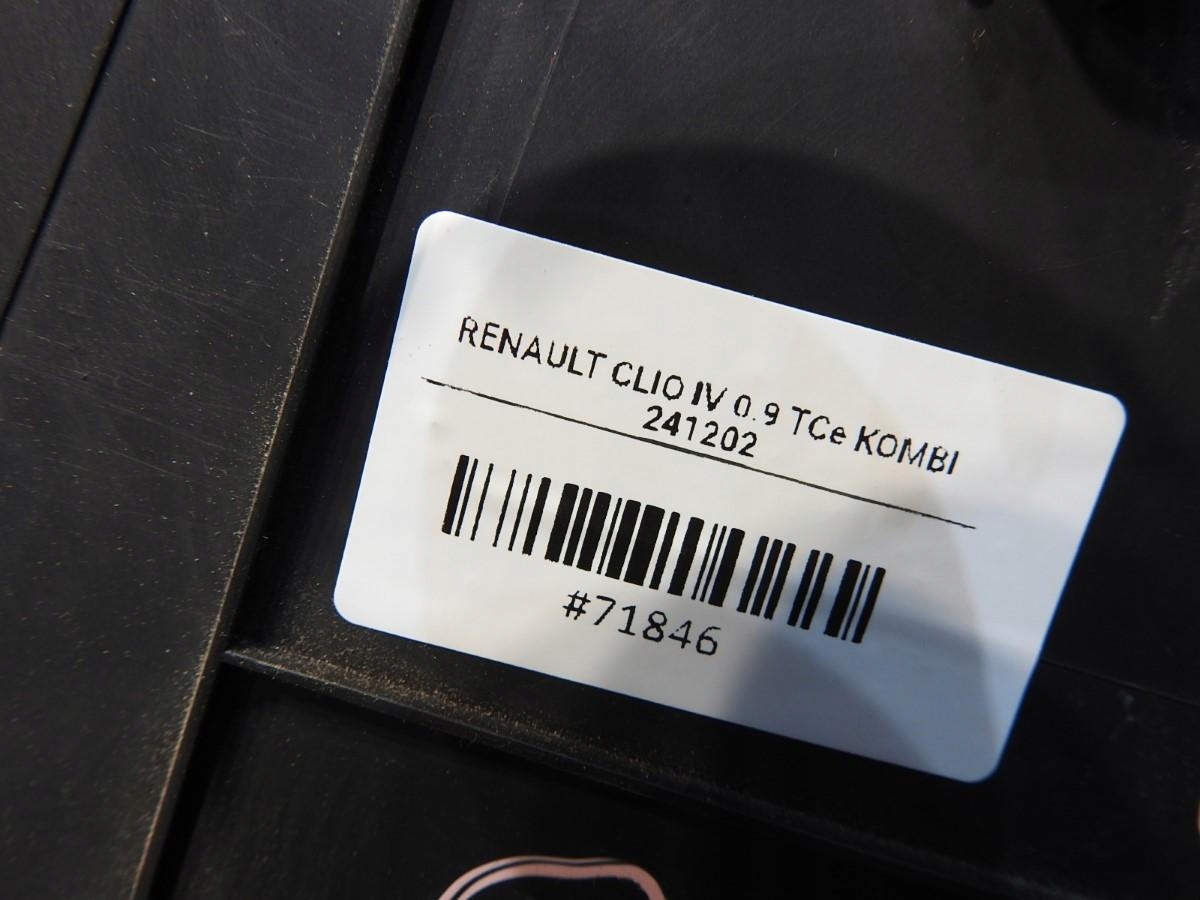 RENAULT CLIO IV 0.9 TCe KOMBI
241202
#71846